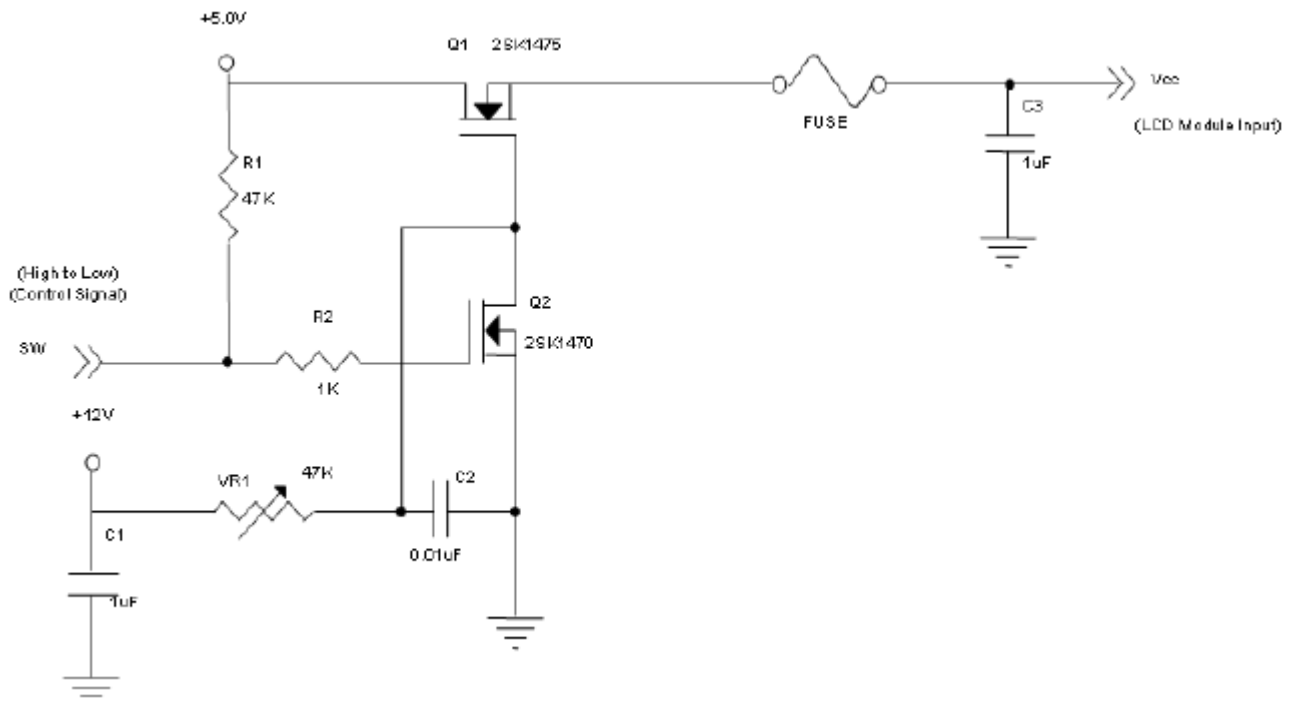 +5.0V
Q1 2SK1475
Vcc
FUSE
C3
(LCD Module Input)
R1
1uF
47K
(High to Low)
(Control Signal)
Q2
R2
2SK1470
SW
1K
+12V
47K
VR1
C2
C1
0.01uF
1uF